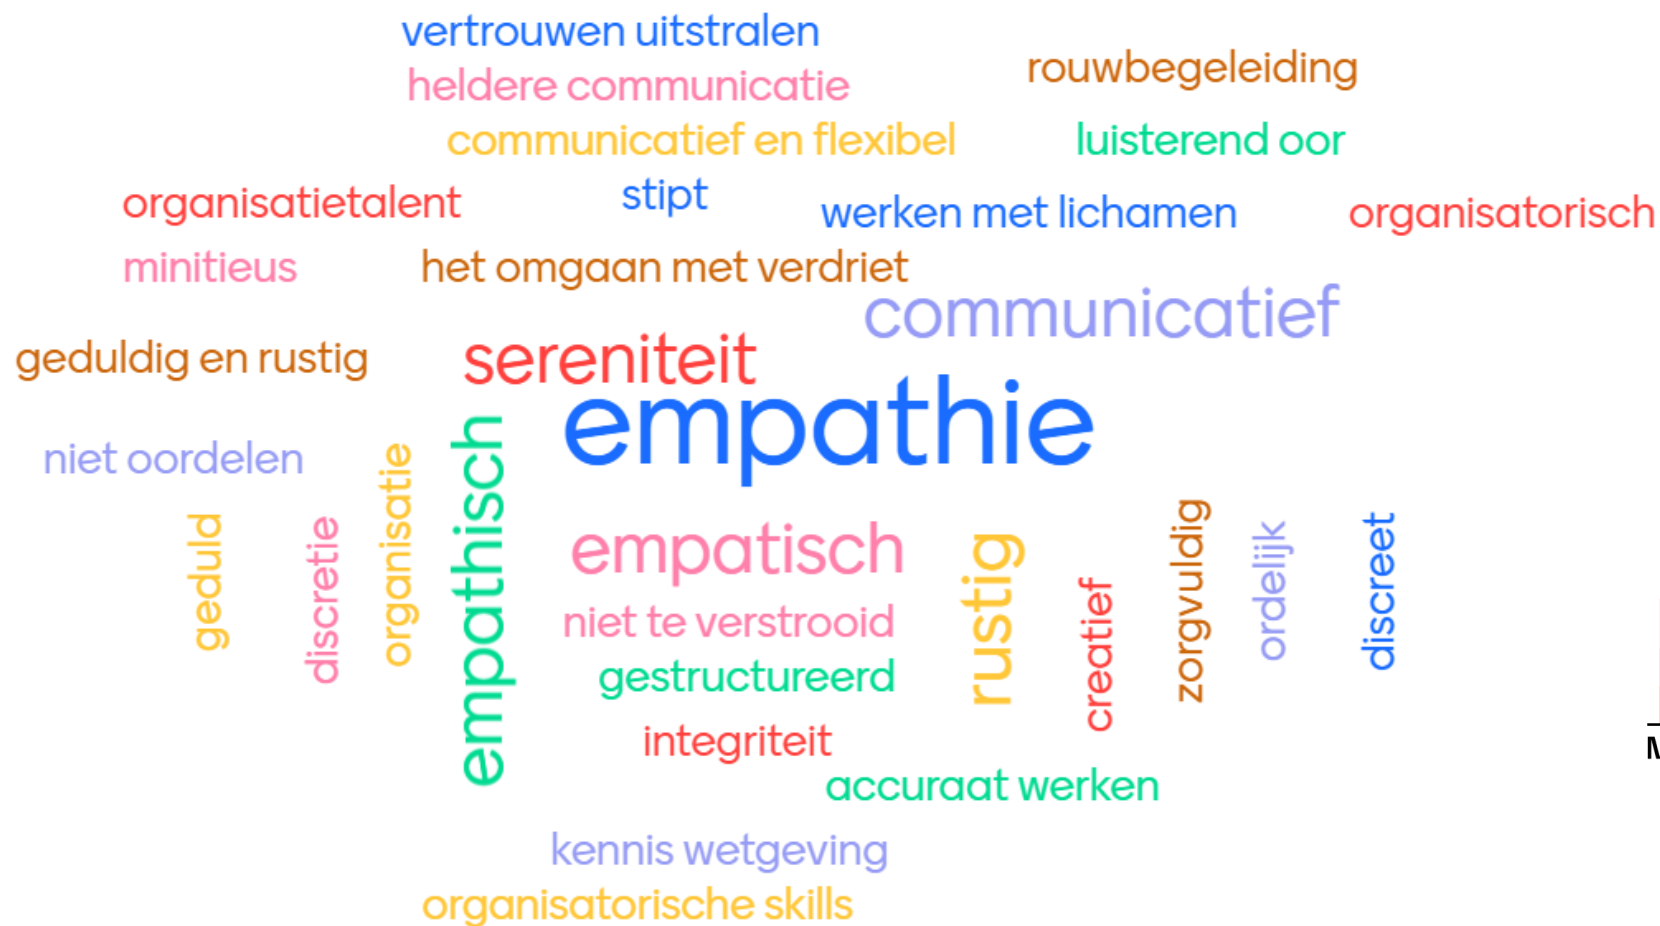 vertrouwen uitstralen
rouwbegeleiding
heldere communicatie
communicatief en flexibel
luisterend oor
organisatietalent
stipt
werken met lichamen
organisatorisch
minitieus
het omgaan met verdriet
communicatief
geduldig en rustig
sereniteit
empathie
niet oordelen
geduld
discretie
organisatie
empathisch
empatisch
rustig
creatief
zorgvuldig
ordelijk
discreet
niet te verstrooid
gestructureerd
integriteit
accuraat werken
kennis wetgeving
organisatorische skills